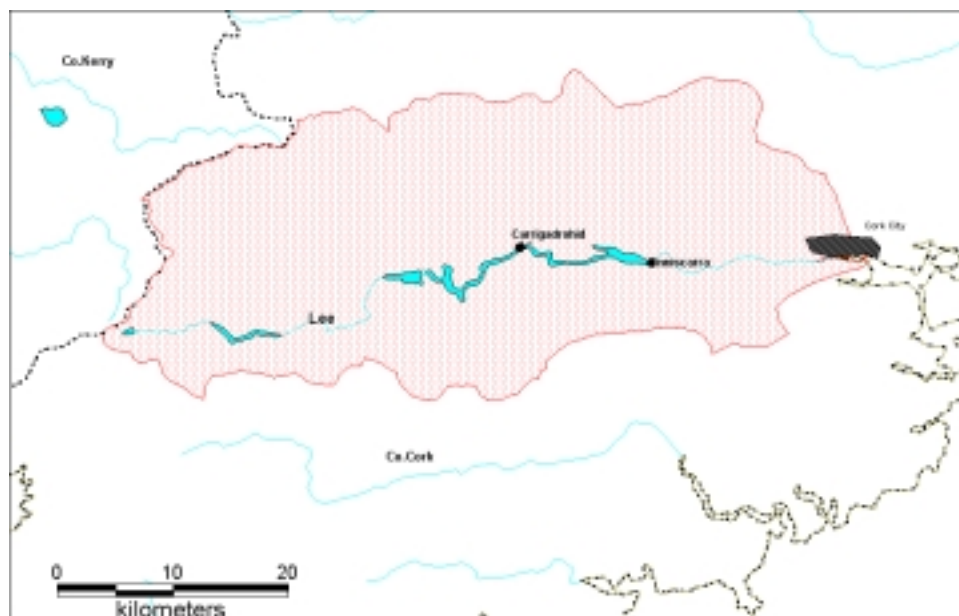 Co.Kerry
Carrigadrohid
Cork City
Inniscarra
Lee
Co.Cork
0 10 20
kilometers